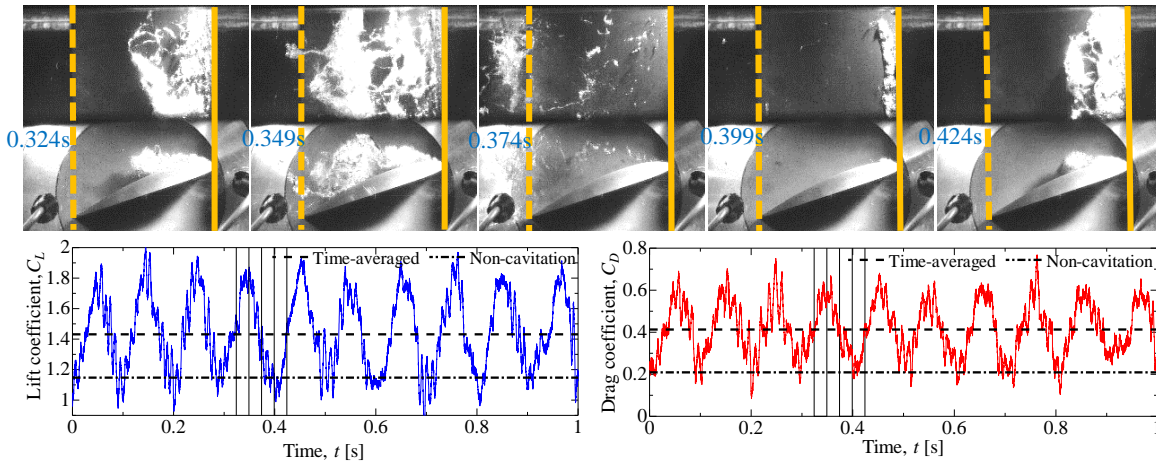 0.324s 0.349s 0.374s 0.399s 0.424s
2
1.8
1.6
1.4
1.2
1
Lift coefficient, C_L
Time-averaged Non-cavitation
0 0.2 0.4 0.6 0.8 1
Time, t [s]
0.8
0.6
0.4
0.2
0
Drag coefficient, C_D
Time-averaged Non-cavitation
0 0.2 0.4 0.6 0.8 1
Time, t [s]